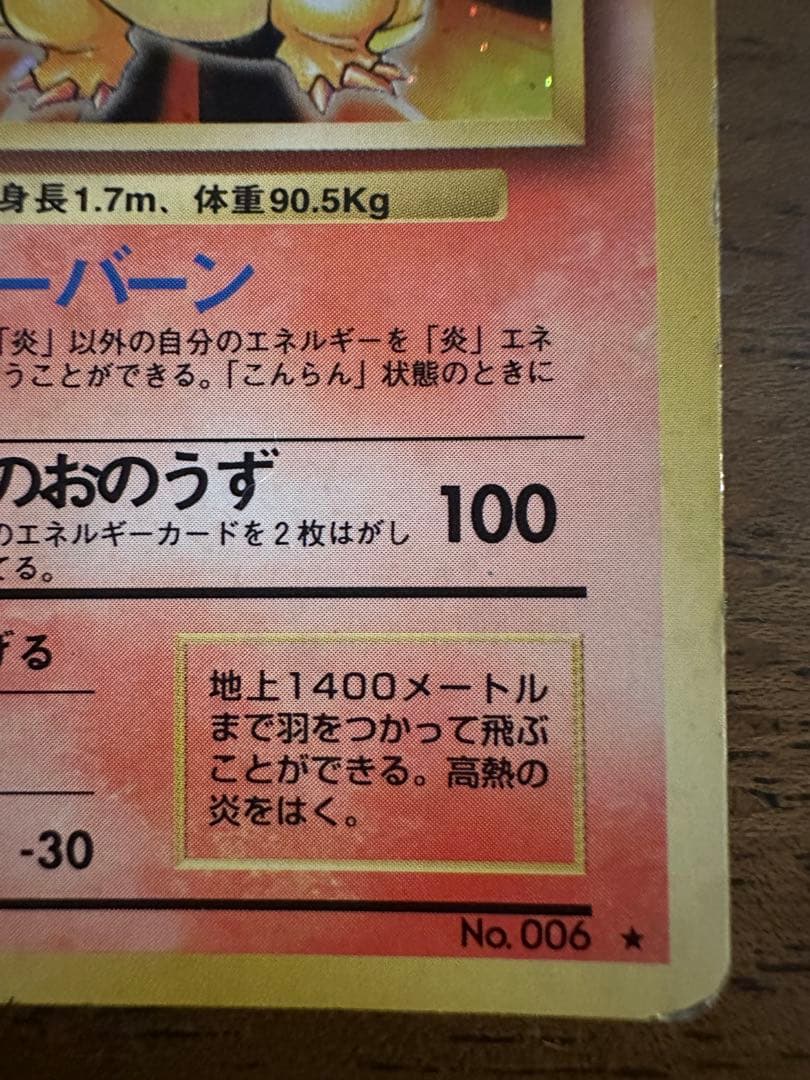 身長1.7m、体重90.5Kg
ーバーン
「炎」以外の自分のエネルギーを「炎」エネ
うことができる。「こんらん」状態のときに
のおのうず
100
のエネルギーカードを2枚はがし
てる。
げる
地上1400メートル
まで羽をつかって飛ぶ
ことができる。高熱の
炎をはく。
-30
No. 006 ★